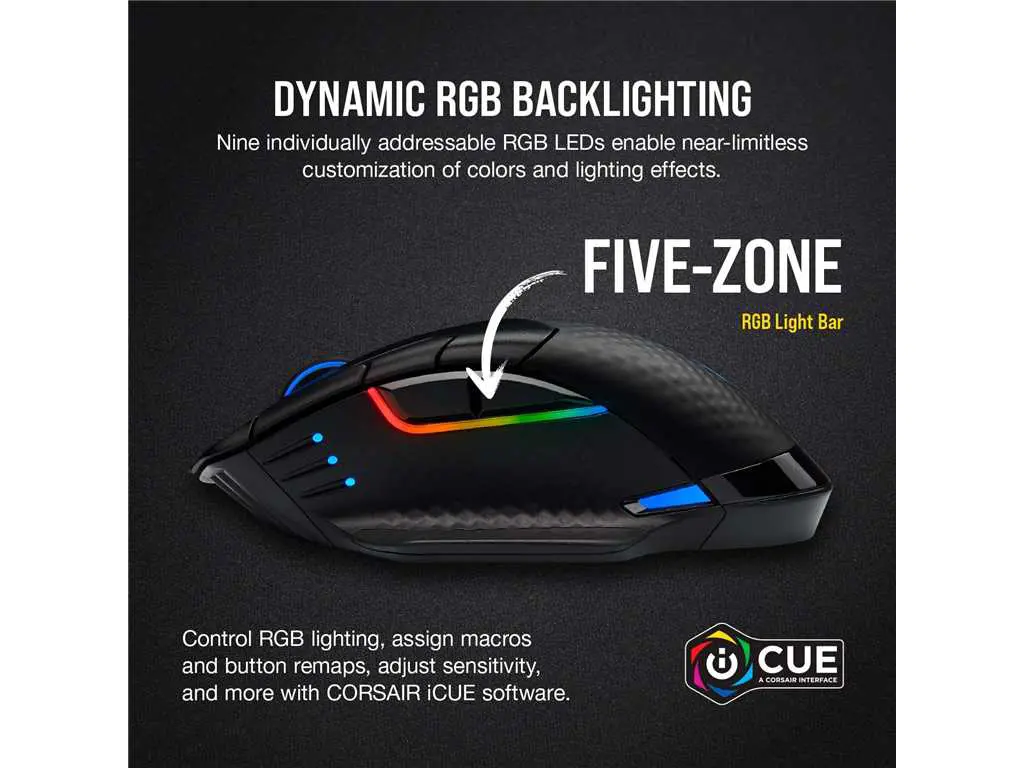 DYNAMIC RGB BACKLIGHTING
Nine individually addressable RGB LEDs enable near-limitless
customization of colors and lighting effects.
FIVE-ZONE
RGB Light Bar
Control RGB lighting, assign macros
and button remaps, adjust sensitivity,
and more with CORSAIR iCUE software.
i CUE
A CORSAIR INTERFACE